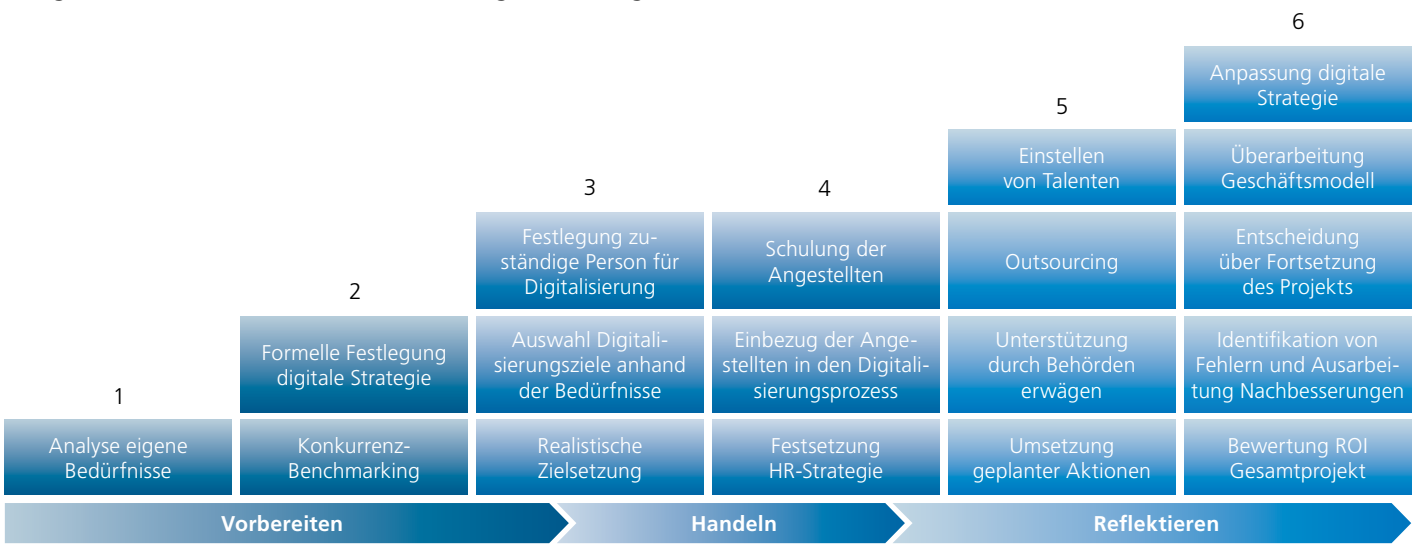 6
Anpassung digitale
Strategie
5
Einstellen
von Talenten
Überarbeitung
Geschäftsmodell
3
4
Festlegung zu-
ständige Person für
Digitalisierung
Schulung der
Angestellten
Outsourcing
Entscheidung
über Fortsetzung
des Projekts
2
Formelle Festlegung
digitale Strategie
Auswahl Digitali-
sierungsziele anhand
der Bedürfnisse
Einbezug der Ange-
stellten in den Digitali-
sierungsprozess
Unterstützung
durch Behörden
erwägen
Identifikation von
Fehlern und Ausarbei-
tung Nachbesserungen
1
Analyse eigene
Bedürfnisse
Konkurrenz-
Benchmarking
Realistische
Zielsetzung
Festsetzung
HR-Strategie
Umsetzung
geplanter Aktionen
Bewertung ROI
Gesamtprojekt
Vorbereiten
Handeln
Reflektieren